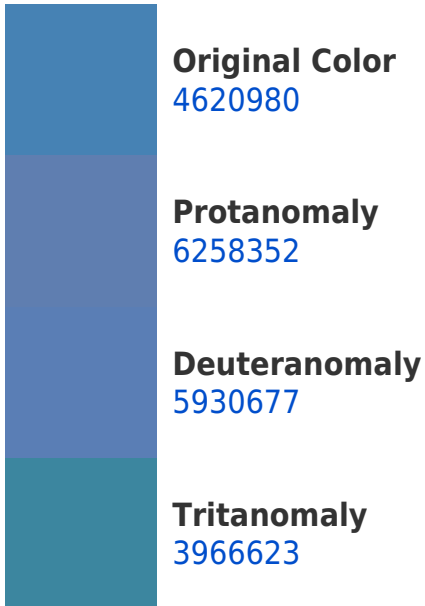 Original Color
4620980
Protanomaly
6258352
Deuteranomaly
5930677
Tritanomaly
3966623